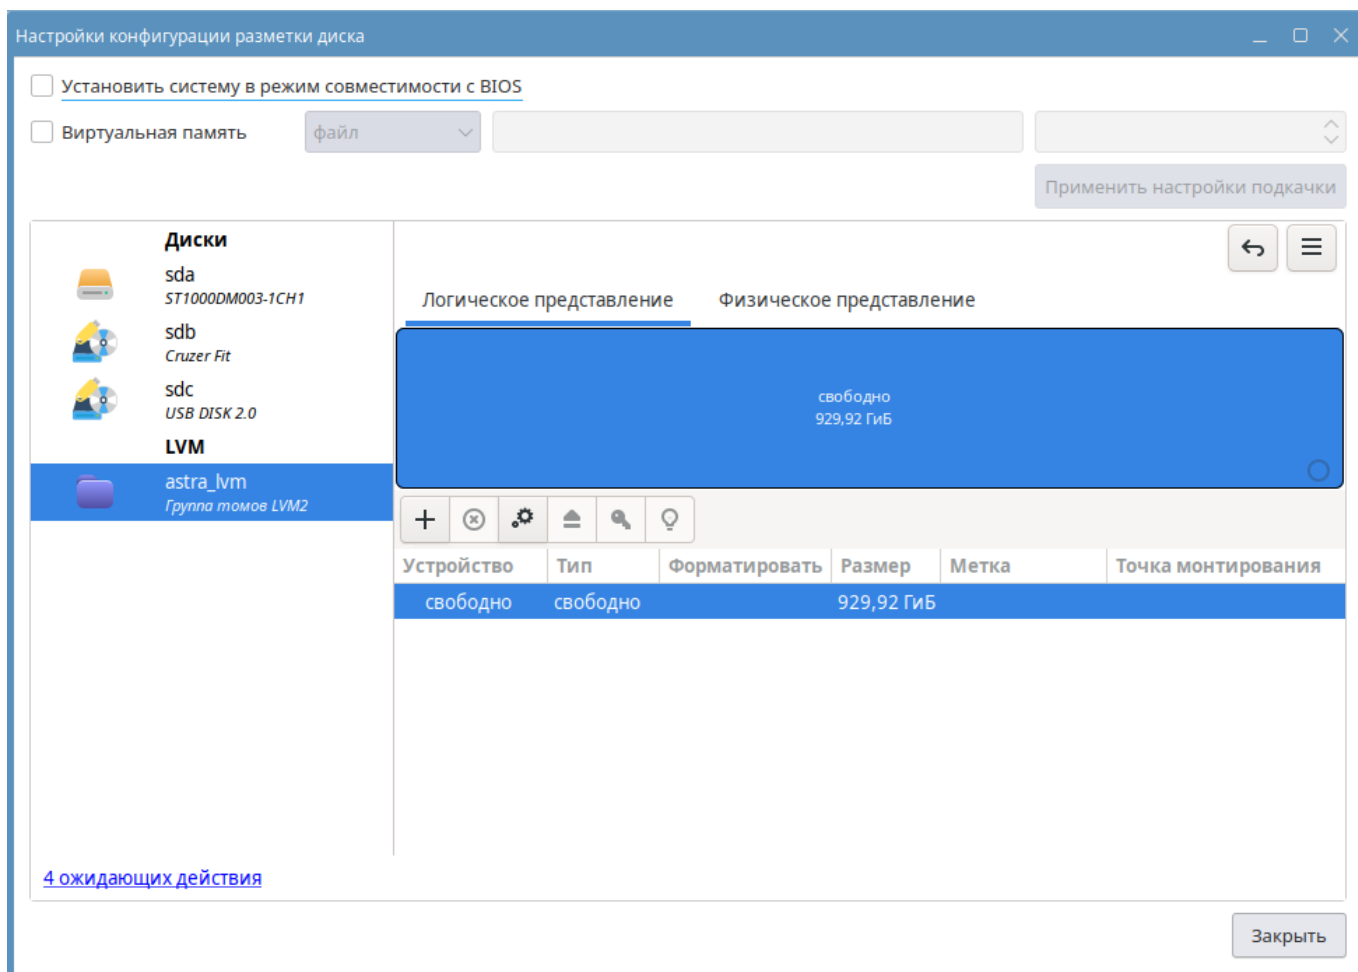 Настройки конфигурации разметки диска
Установить систему в режим совместимости с BIOS
Виртуальная память файл
Применить настройки подкачки
Диски
sda
ST1000DM003-1CH1
sdb
Cruzer Fit
sdc
USB DISK 2.0
LVM
astra_lvm
Группа томов LVM2
4 ожидающих действия
Логическое представление Физическое представление
свободно
929,92 ГиБ
Устройство Тип Форматировать Размер Метка Точка монтирования
свободно свободно 929,92 ГиБ
Закрыть